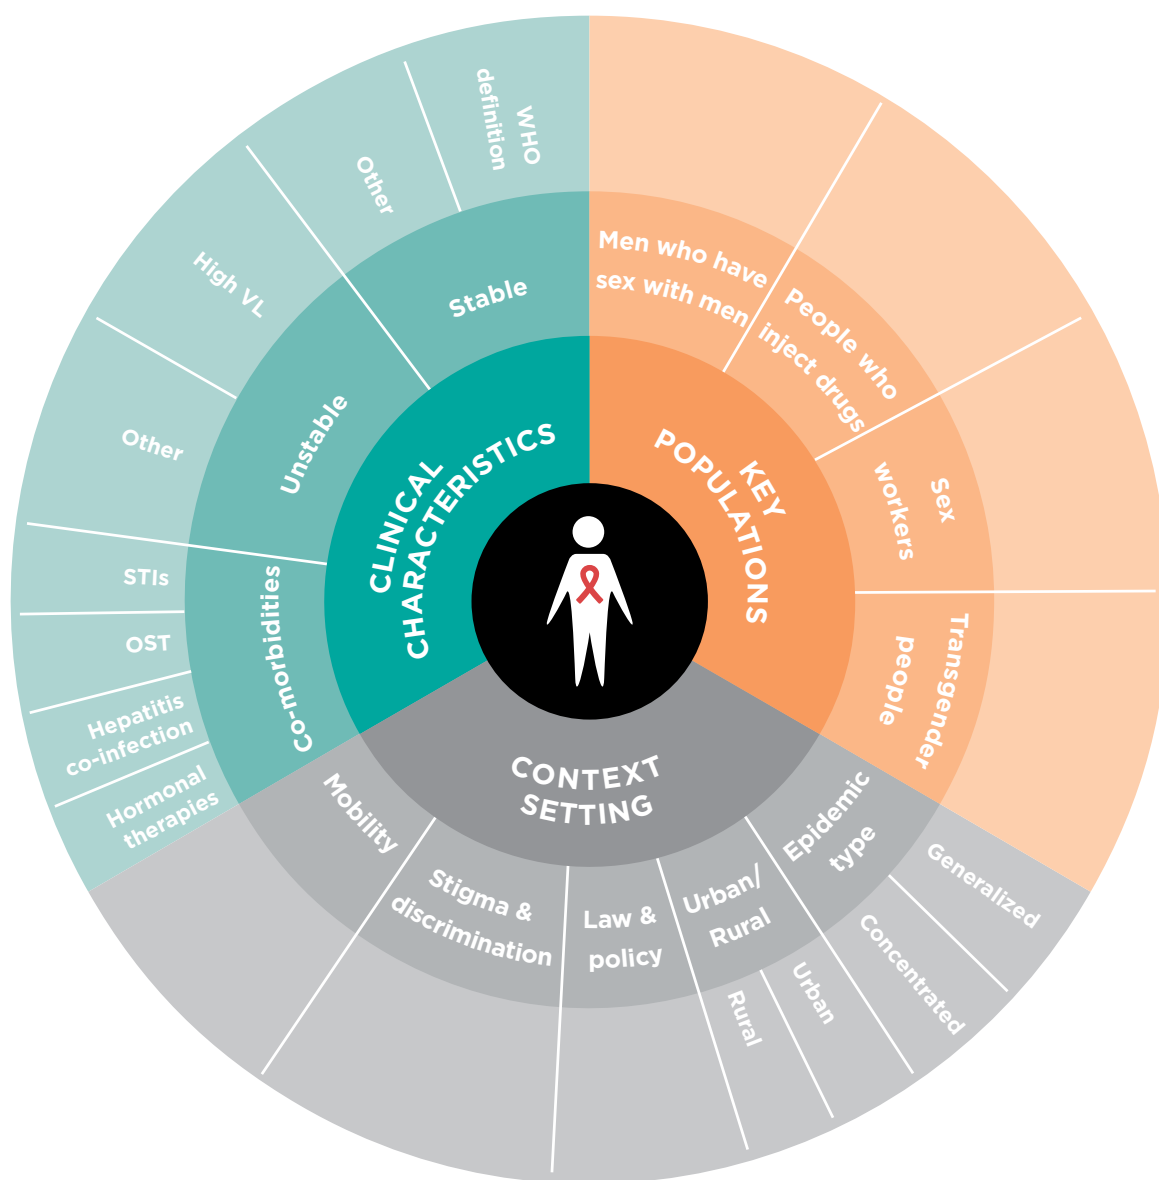 CLINICAL
CHARACTERISTICS
Stable
WHO
definition
Other
Unstable
High VL
Other
Co-morbidities
STIs
OST
Hepatitis
co-infection
Hormonal
therapies
KEY
POPULATIONS
Men who have
sex with men
People who
inject drugs
Sex
workers
Transgender
people
CONTEXT
SETTING
Epidemic
type
Generalized
Concentrated
Urban/
Rural
Urban
Rural
Law &
policy
Stigma &
discrimination
Mobility